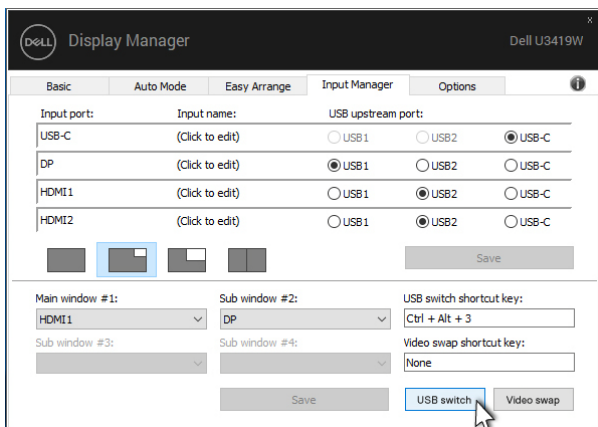 x
DELL Display Manager Dell U3419W
Basic Auto Mode Easy Arrange Input Manager Options i
Input port: Input name: USB upstream port:
USB-C (Click to edit) USB1 USB2 USB-C
DP (Click to edit) USB1 USB2 USB-C
HDMI1 (Click to edit) USB1 USB2 USB-C
HDMI2 (Click to edit) USB1 USB2 USB-C
Save
Main window #1: Sub window #2: USB switch shortcut key:
HDMI1 DP Ctrl + Alt + 3
Sub window #3: Sub window #4: Video swap shortcut key:
None
Save USB switch Video swap